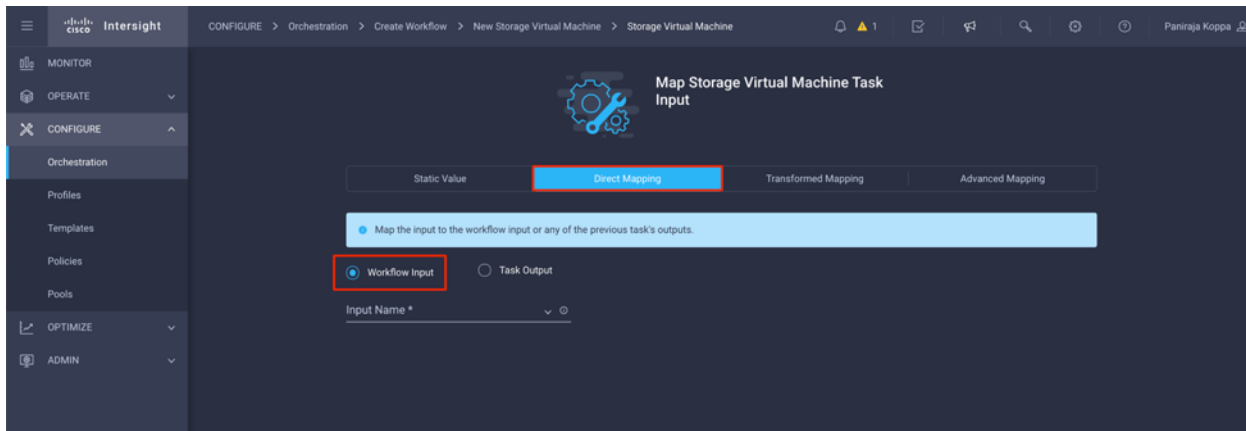 cisco Intersight
CONFIGURE > Orchestration > Create Workflow > New Storage Virtual Machine > Storage Virtual Machine
1
Paniraja Koppa
MONITOR
OPERATE
CONFIGURE
Orchestration
Profiles
Templates
Policies
Pools
OPTIMIZE
ADMIN
Map Storage Virtual Machine Task
Input
Static Value
Direct Mapping
Transformed Mapping
Advanced Mapping
Map the input to the workflow input or any of the previous task's outputs.
Workflow Input
Task Output
Input Name *